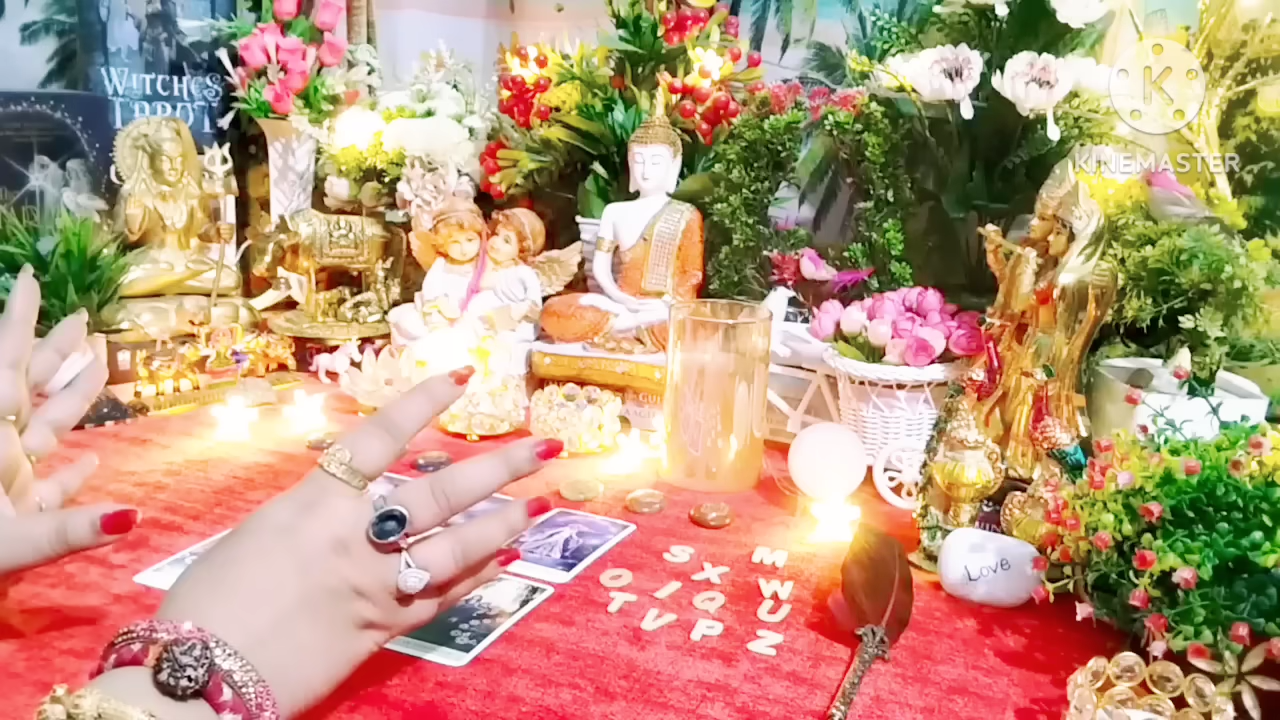 WITCHES
TAROT
K
KINEMASTER
S M
O I X W
T V Q U
P Z
Love